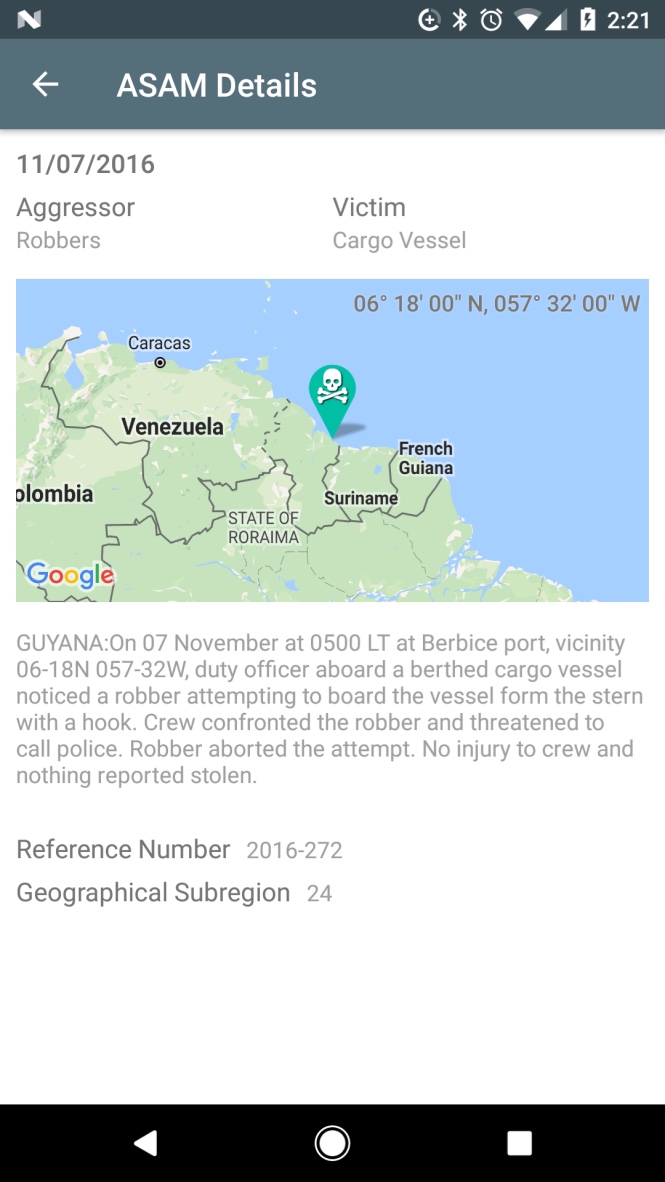 2:21
ASAM Details
11/07/2016
Aggressor
Victim
Robbers
Cargo Vessel
06° 18' 00" N, 057° 32' 00" W
Caracas
Venezuela
French
Guiana
olombia
Suriname
STATE OF
RORAIMA
Google
GUYANA:On 07 November at 0500 LT at Berbice port, vicinity
06-18N 057-32W, duty officer aboard a berthed cargo vessel
noticed a robber attempting to board the vessel form the stern
with a hook. Crew confronted the robber and threatened to
call police. Robber aborted the attempt. No injury to crew and
nothing reported stolen.
Reference Number 2016-272
Geographical Subregion 24